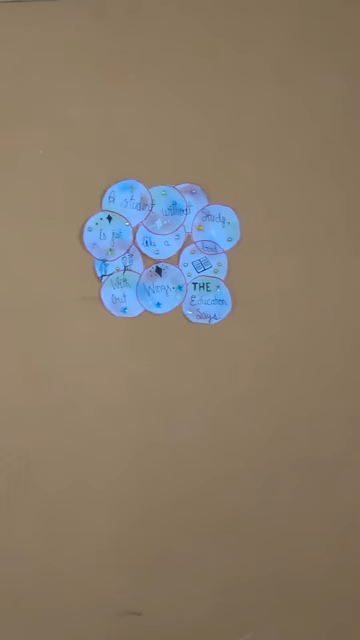 A student without
Study
Is Just like a
bird
With out Wings
THE Education Says